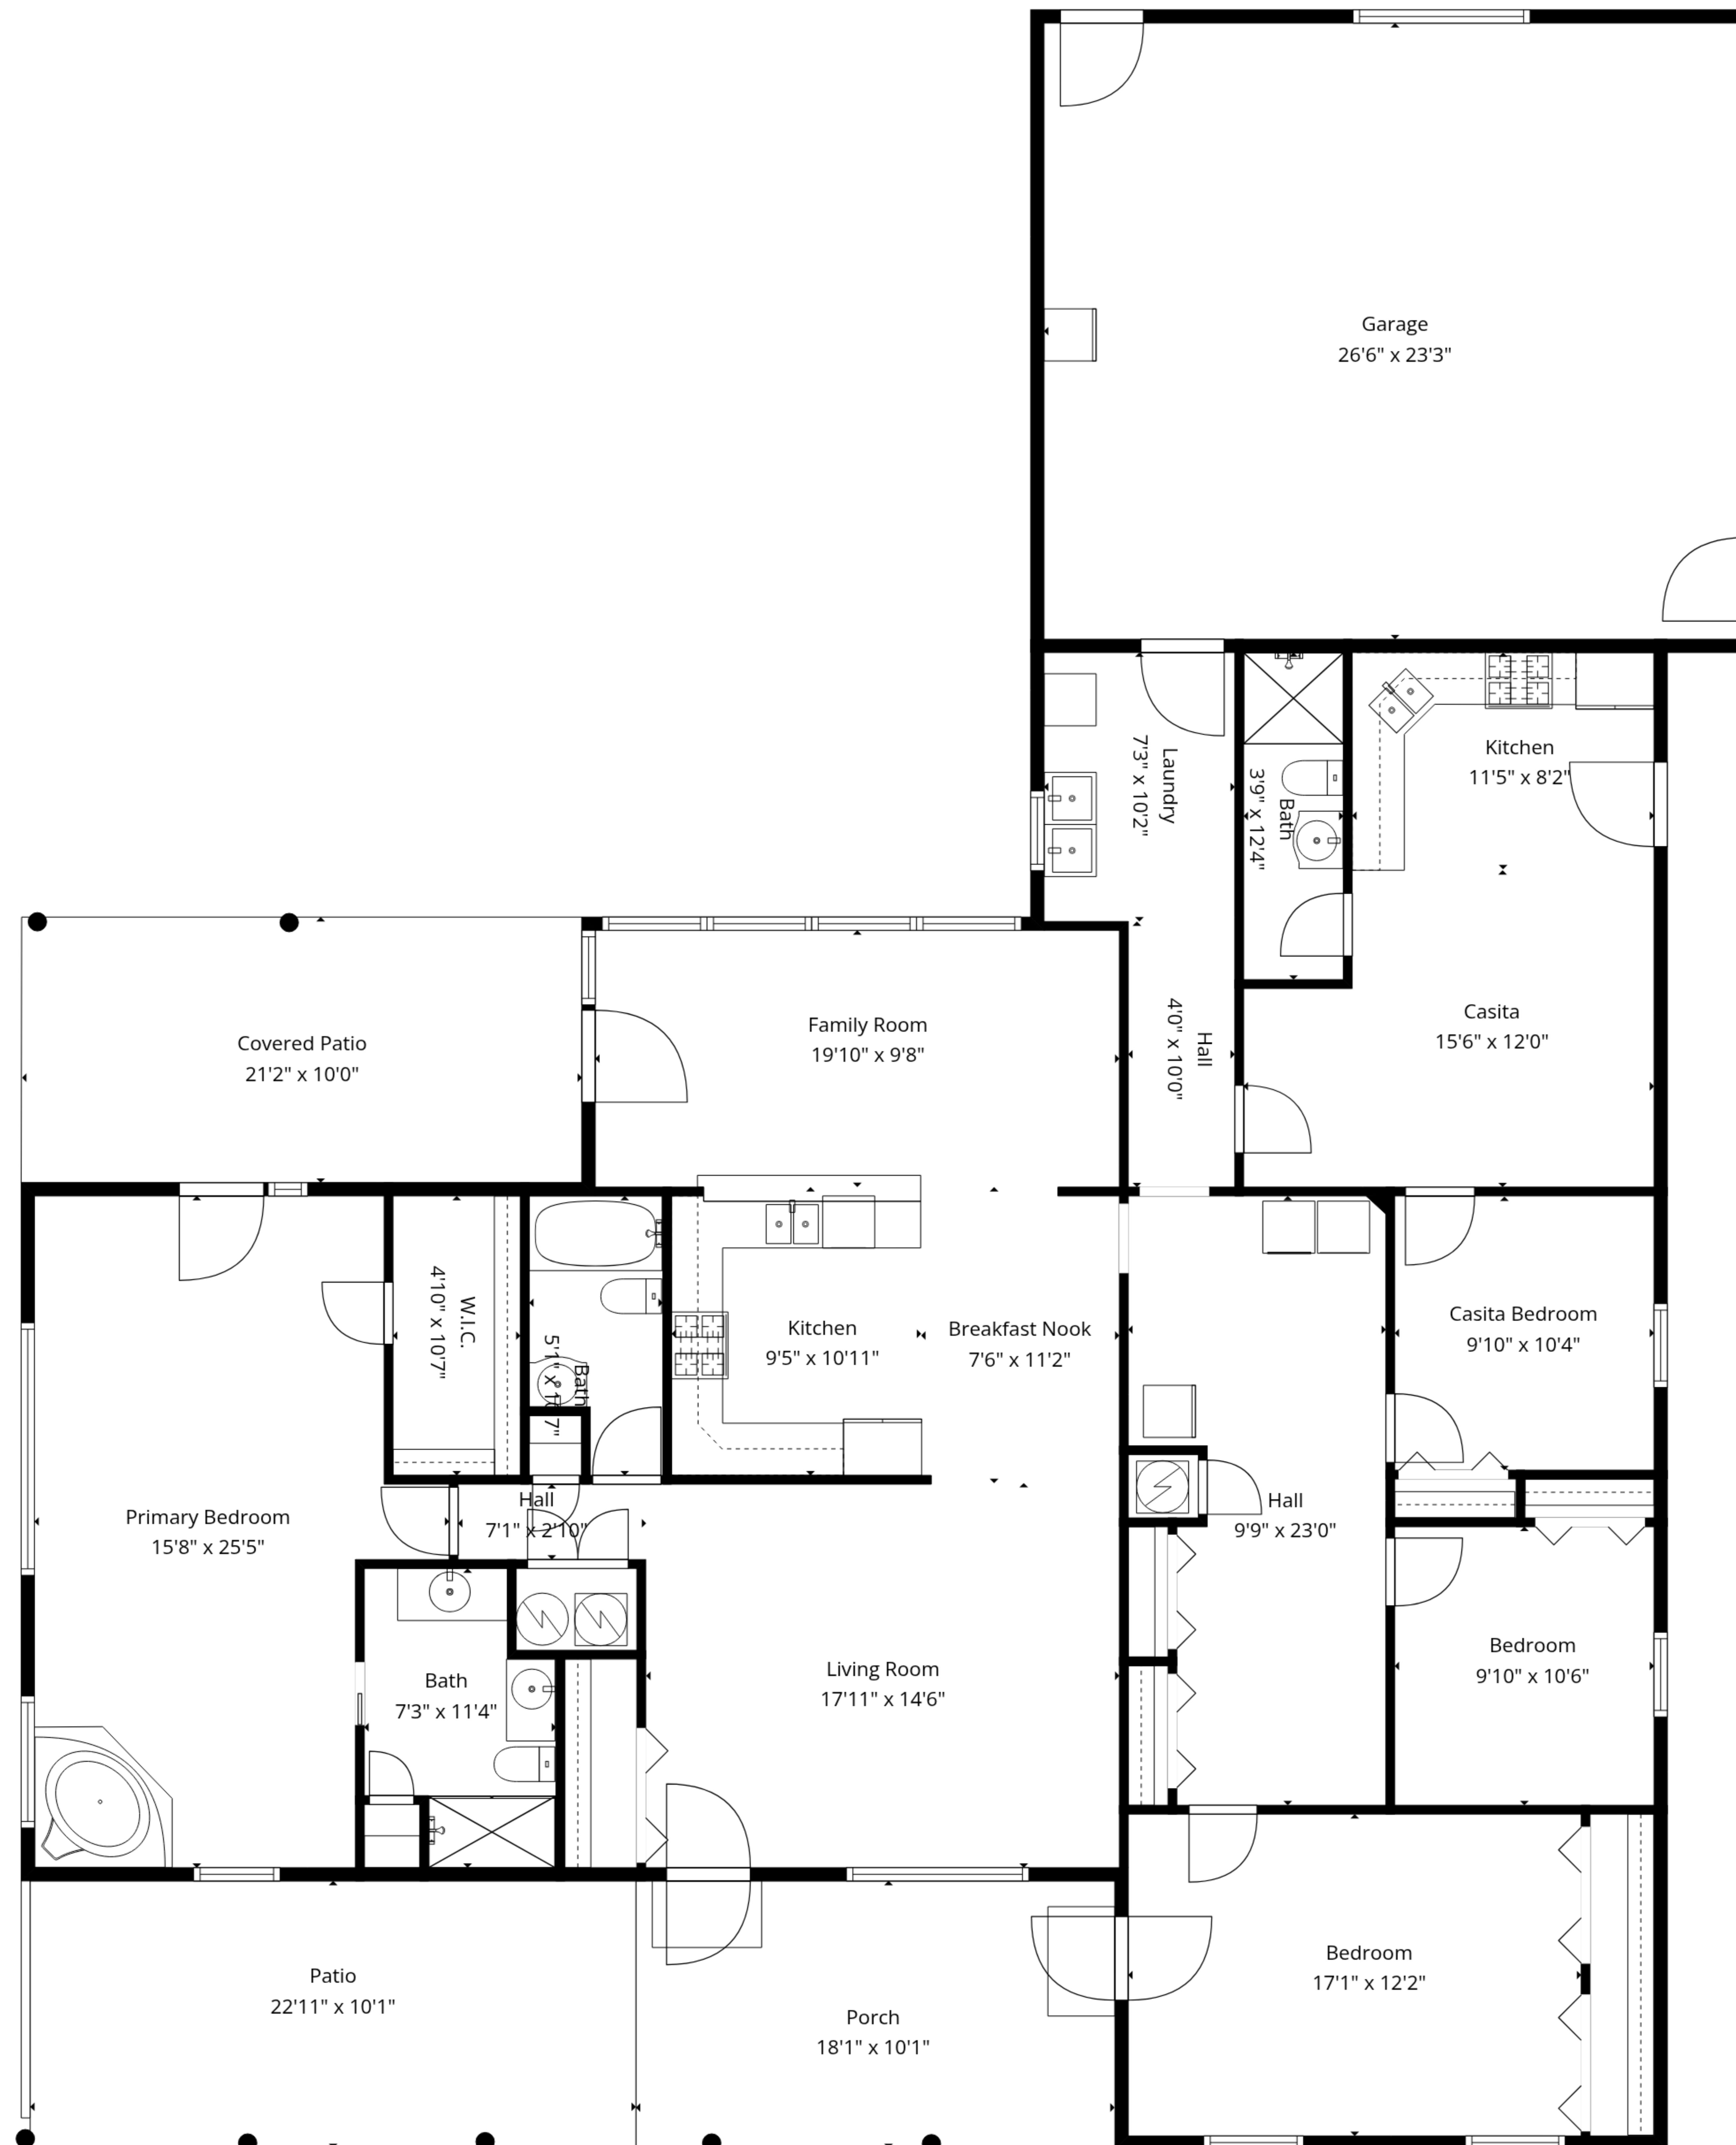 Garage
26'6" x 23'3"
Laundry
7'3" x 10'2"
Bath
3'9" x 12'4"
Kitchen
11'5" x 8'2"
Covered Patio
21'2" x 10'0"
Family Room
19'10" x 9'8"
Hall
4'0" x 10'0"
Casita
15'6" x 12'0"
W.I.C.
4'10" x 10'7"
Bath
5'1" x 10'7"
Kitchen
9'5" x 10'11"
Breakfast Nook
7'6" x 11'2"
Casita Bedroom
9'10" x 10'4"
Primary Bedroom
15'8" x 25'5"
Hall
7'1" x 2'10"
Hall
9'9" x 23'0"
Bath
7'3" x 11'4"
Living Room
17'11" x 14'6"
Bedroom
9'10" x 10'6"
Patio
22'11" x 10'1"
Porch
18'1" x 10'1"
Bedroom
17'1" x 12'2"